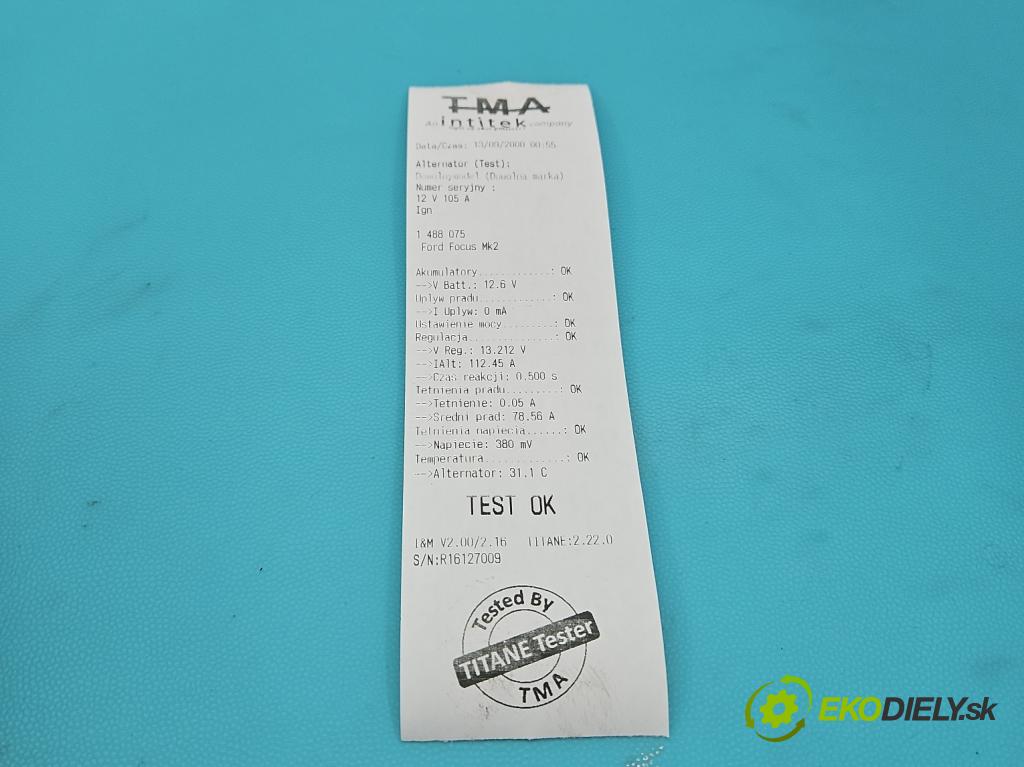 TMA
An intitek company
Data/Czas: 13/09/2000 00:55
Alternator (Test):
(Dowolna marka)
Numer seryjny :
12 V 105 A
Ign
1 488 075
Ford Focus Mk2
Akumulatory............: OK
-->V Batt.: 12.6 V
Uplyw pradu............: OK
-->I Uplyw: 0 mA
Ustawienie mocy.........: OK
Regulacja...............: OK
-->V Reg.: 13.212 V
-->IAlt: 112.45 A
-->Czas reakcji: 0.500 s
Tetnienia pradu.........: OK
-->Tetnienie: 0.05 A
-->Sredni prad: 78.56 A
Tetnienia napiecia......: OK
-->Napiecie: 380 mV
Temperatura.............: OK
-->Alternator: 31.1 C
TEST OK
I&M V2.00/2.16 TITANE:2.22.0
S/N:R16127009
Tested By
TITANE Tester
TMA
EKODIELY.sk